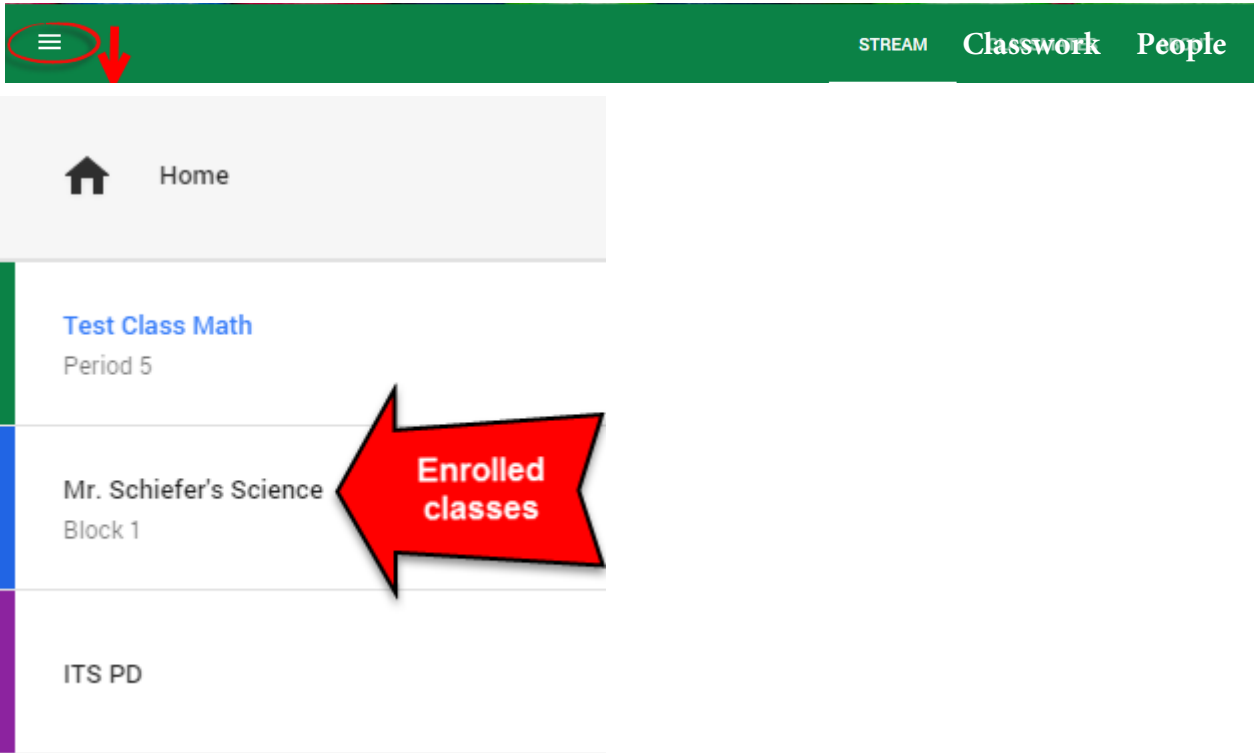 STREAM Classwork People
Home
Test Class Math
Period 5
Mr. Schiefer's Science
Block 1
Enrolled
classes
ITS PD